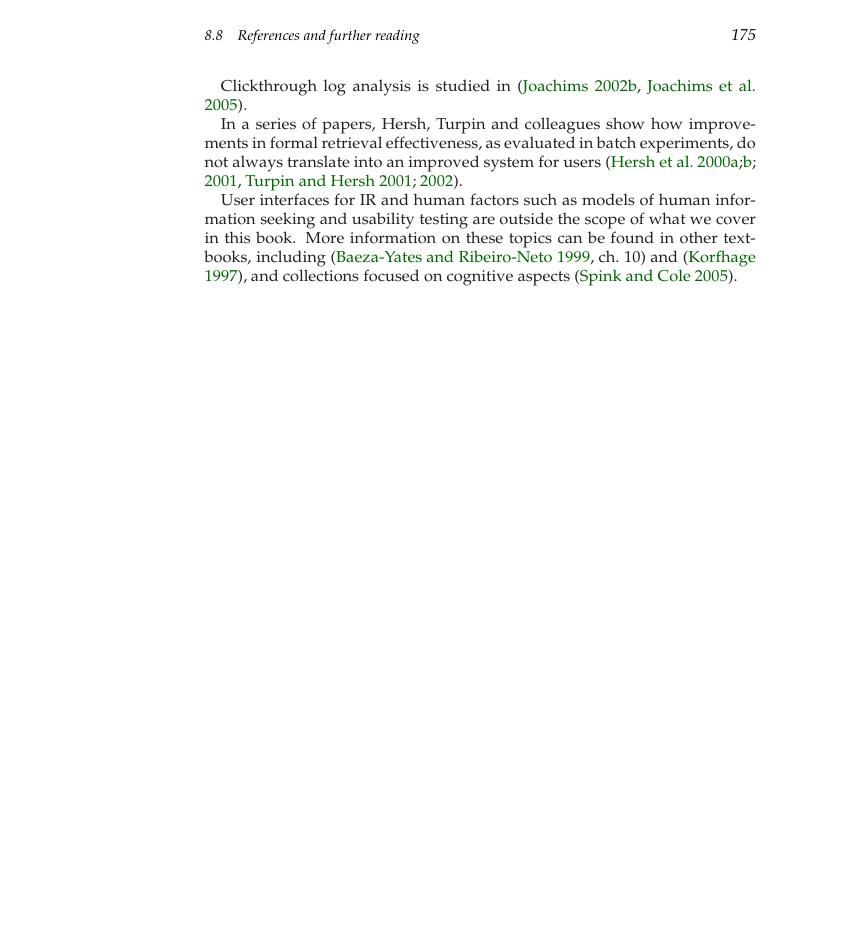 8.8 References and further reading 175
Clickthrough log analysis is studied in (Joachims 2002b, Joachims et al.
2005).
In a series of papers, Hersh, Turpin and colleagues show how improve-
ments in formal retrieval effectiveness, as evaluated in batch experiments, do
not always translate into an improved system for users (Hersh et al. 2000a;b;
2001, Turpin and Hersh 2001; 2002).
User interfaces for IR and human factors such as models of human infor-
mation seeking and usability testing are outside the scope of what we cover
in this book. More information on these topics can be found in other text-
books, including (Baeza-Yates and Ribeiro-Neto 1999, ch. 10) and (Korfhage
1997), and collections focused on cognitive aspects (Spink and Cole 2005).